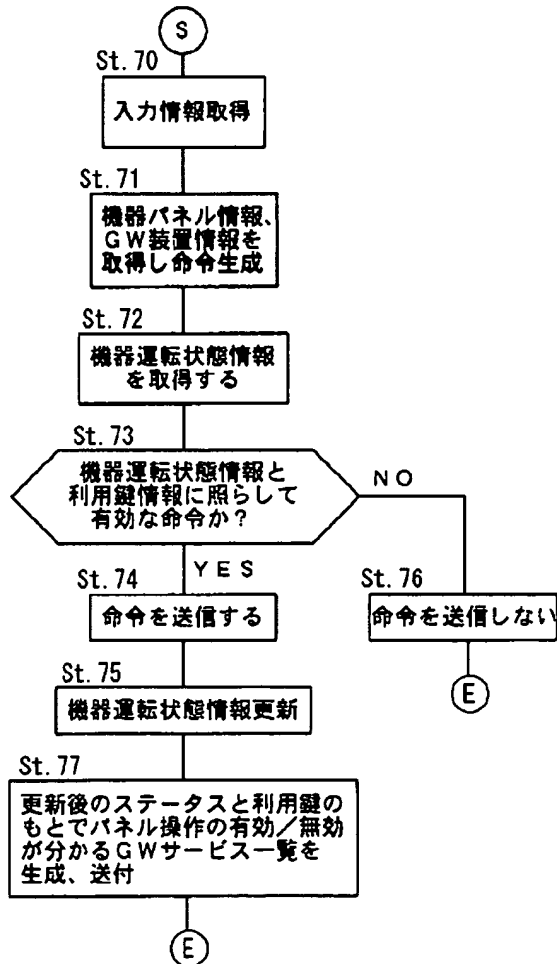 S
St. 70
入力情報取得
St. 71
機器パネル情報、
GW装置情報を
取得し命令生成
St. 72
機器運転状態情報
を取得する
St. 73
機器運転状態情報と
利用鍵情報に照らして
有効な命令か？
NO
YES
St. 74
命令を送信する
St. 76
命令を送信しない
E
St. 75
機器運転状態情報更新
St. 77
更新後のステータスと利用鍵の
もとでパネル操作の有効／無効
が分かるGWサービス一覧を
生成、送付
E